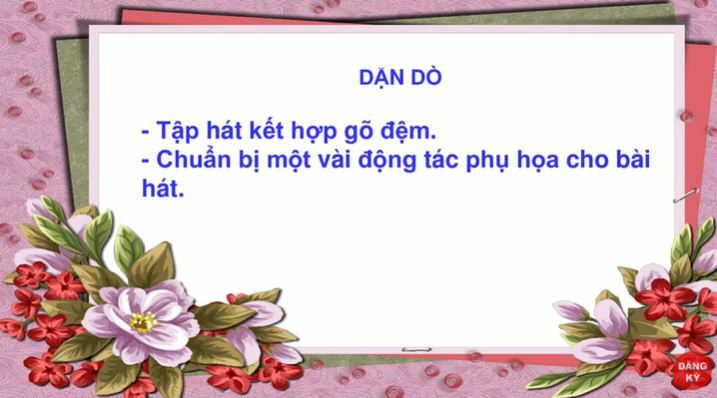 DẶN DÒ
- Tập hát kết hợp gõ đệm.
- Chuẩn bị một vài động tác phụ họa cho bài
hát.
ĐĂNG
KÝ